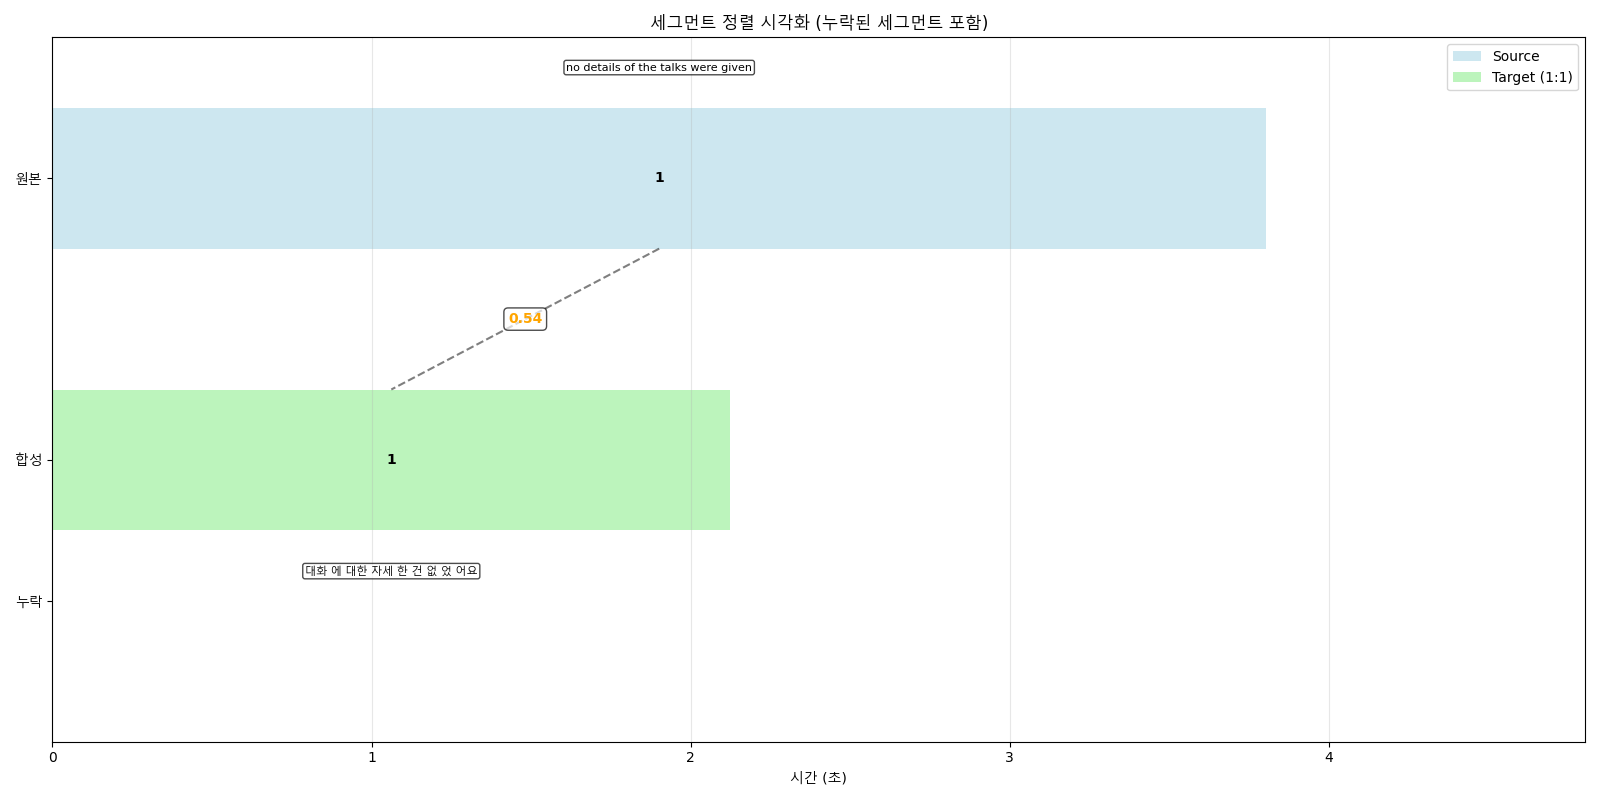 세그먼트 정렬 시각화 (누락된 세그먼트 포함)
no details of the talks were given
Source
Target (1:1)
원본
1
0.54
합성
1
대화 에 대한 자세 한 건 없 었 어요
누락
0 1 2 3 4
시간 (초)